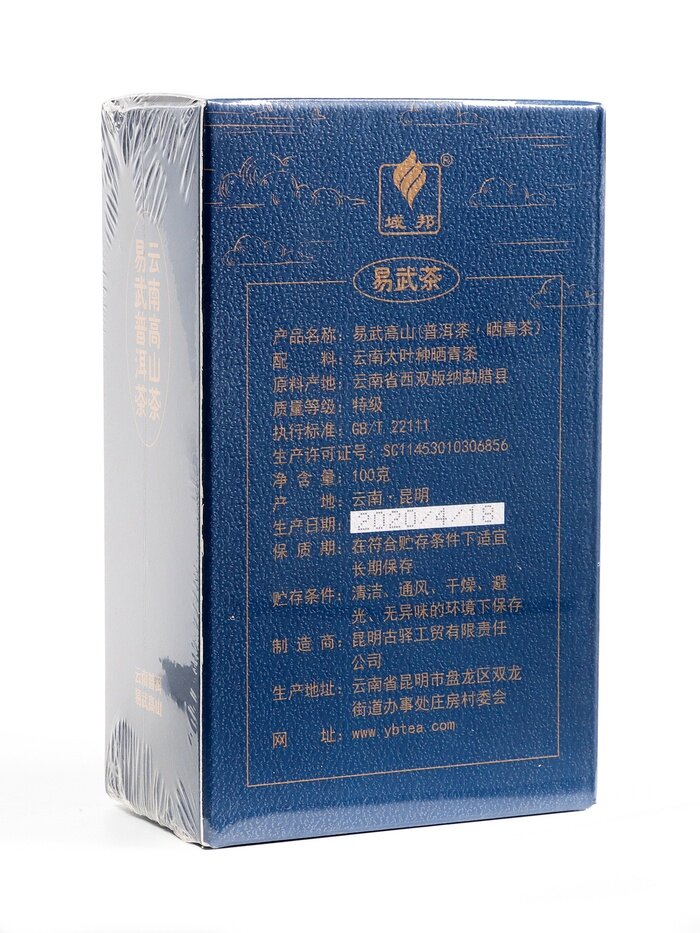 域邦
®
易武茶
产品名称：易武高山(普洱茶·晒青茶)
配 料：云南大叶种晒青茶
原料产地：云南省西双版纳勐腊县
质量等级：特级
执行标准：GB/T 22111
生产许可证号：SC11453010306856
净含量：100克
产 地：云南·昆明
生产日期：2020/4/18
保质期：在符合贮存条件下适宜
长期保存
贮存条件：清洁、通风、干燥、避
光、无异味的环境下保存
制造商：昆明古驿工贸有限责任
公司
生产地址：云南省昆明市盘龙区双龙
街道办事处庄房村委会
网 址：www.ybtea.com
云南高山茶
易武普洱茶
易武高山